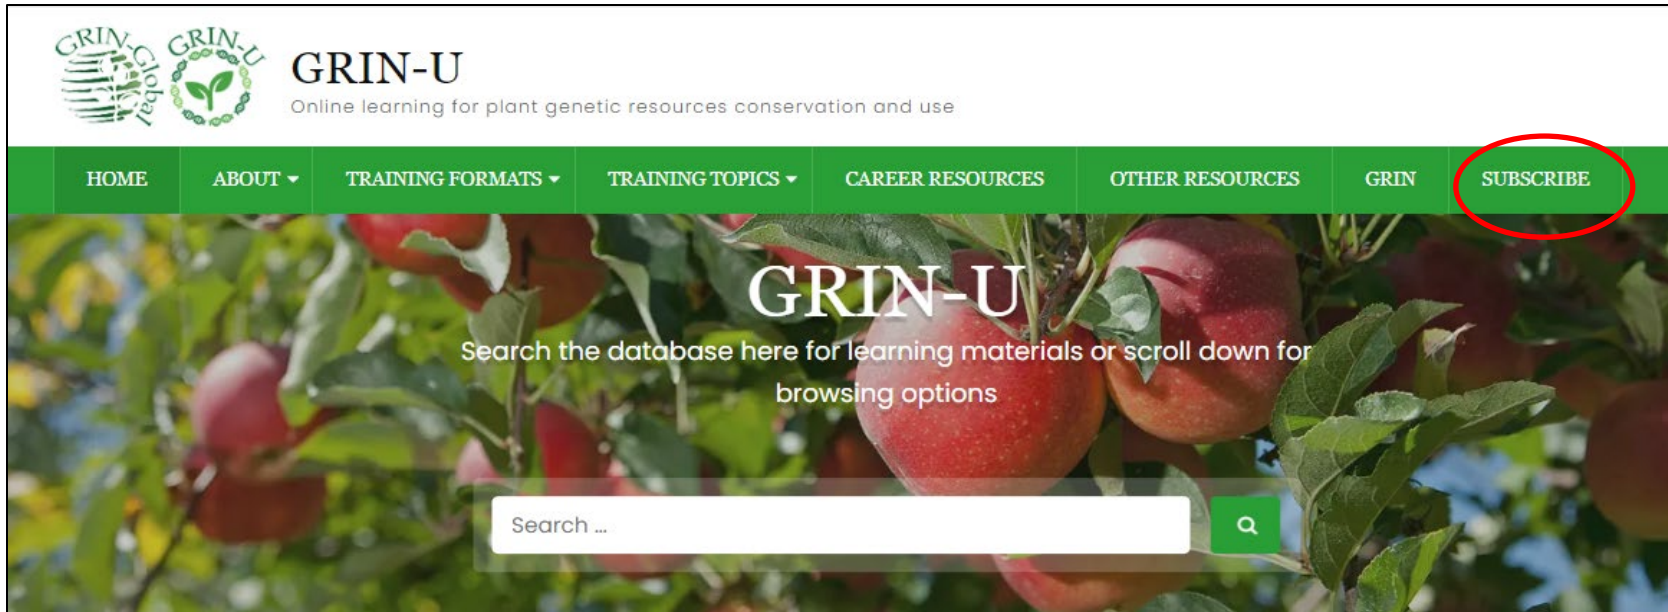 GRIN-Global
GRIN-U
GRIN-U
Online learning for plant genetic resources conservation and use
HOME
ABOUT
TRAINING FORMATS
TRAINING TOPICS
CAREER RESOURCES
OTHER RESOURCES
GRIN
SUBSCRIBE
GRIN-U
Search the database here for learning materials or scroll down for
browsing options
Search ...